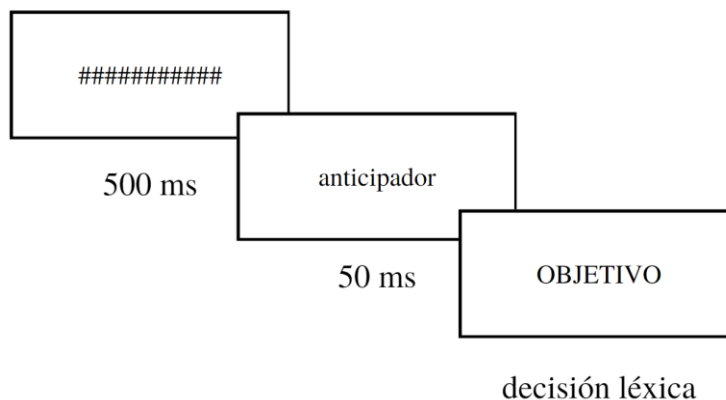 ###########
500 ms
anticipador
50 ms
OBJETIVO
decisión léxica